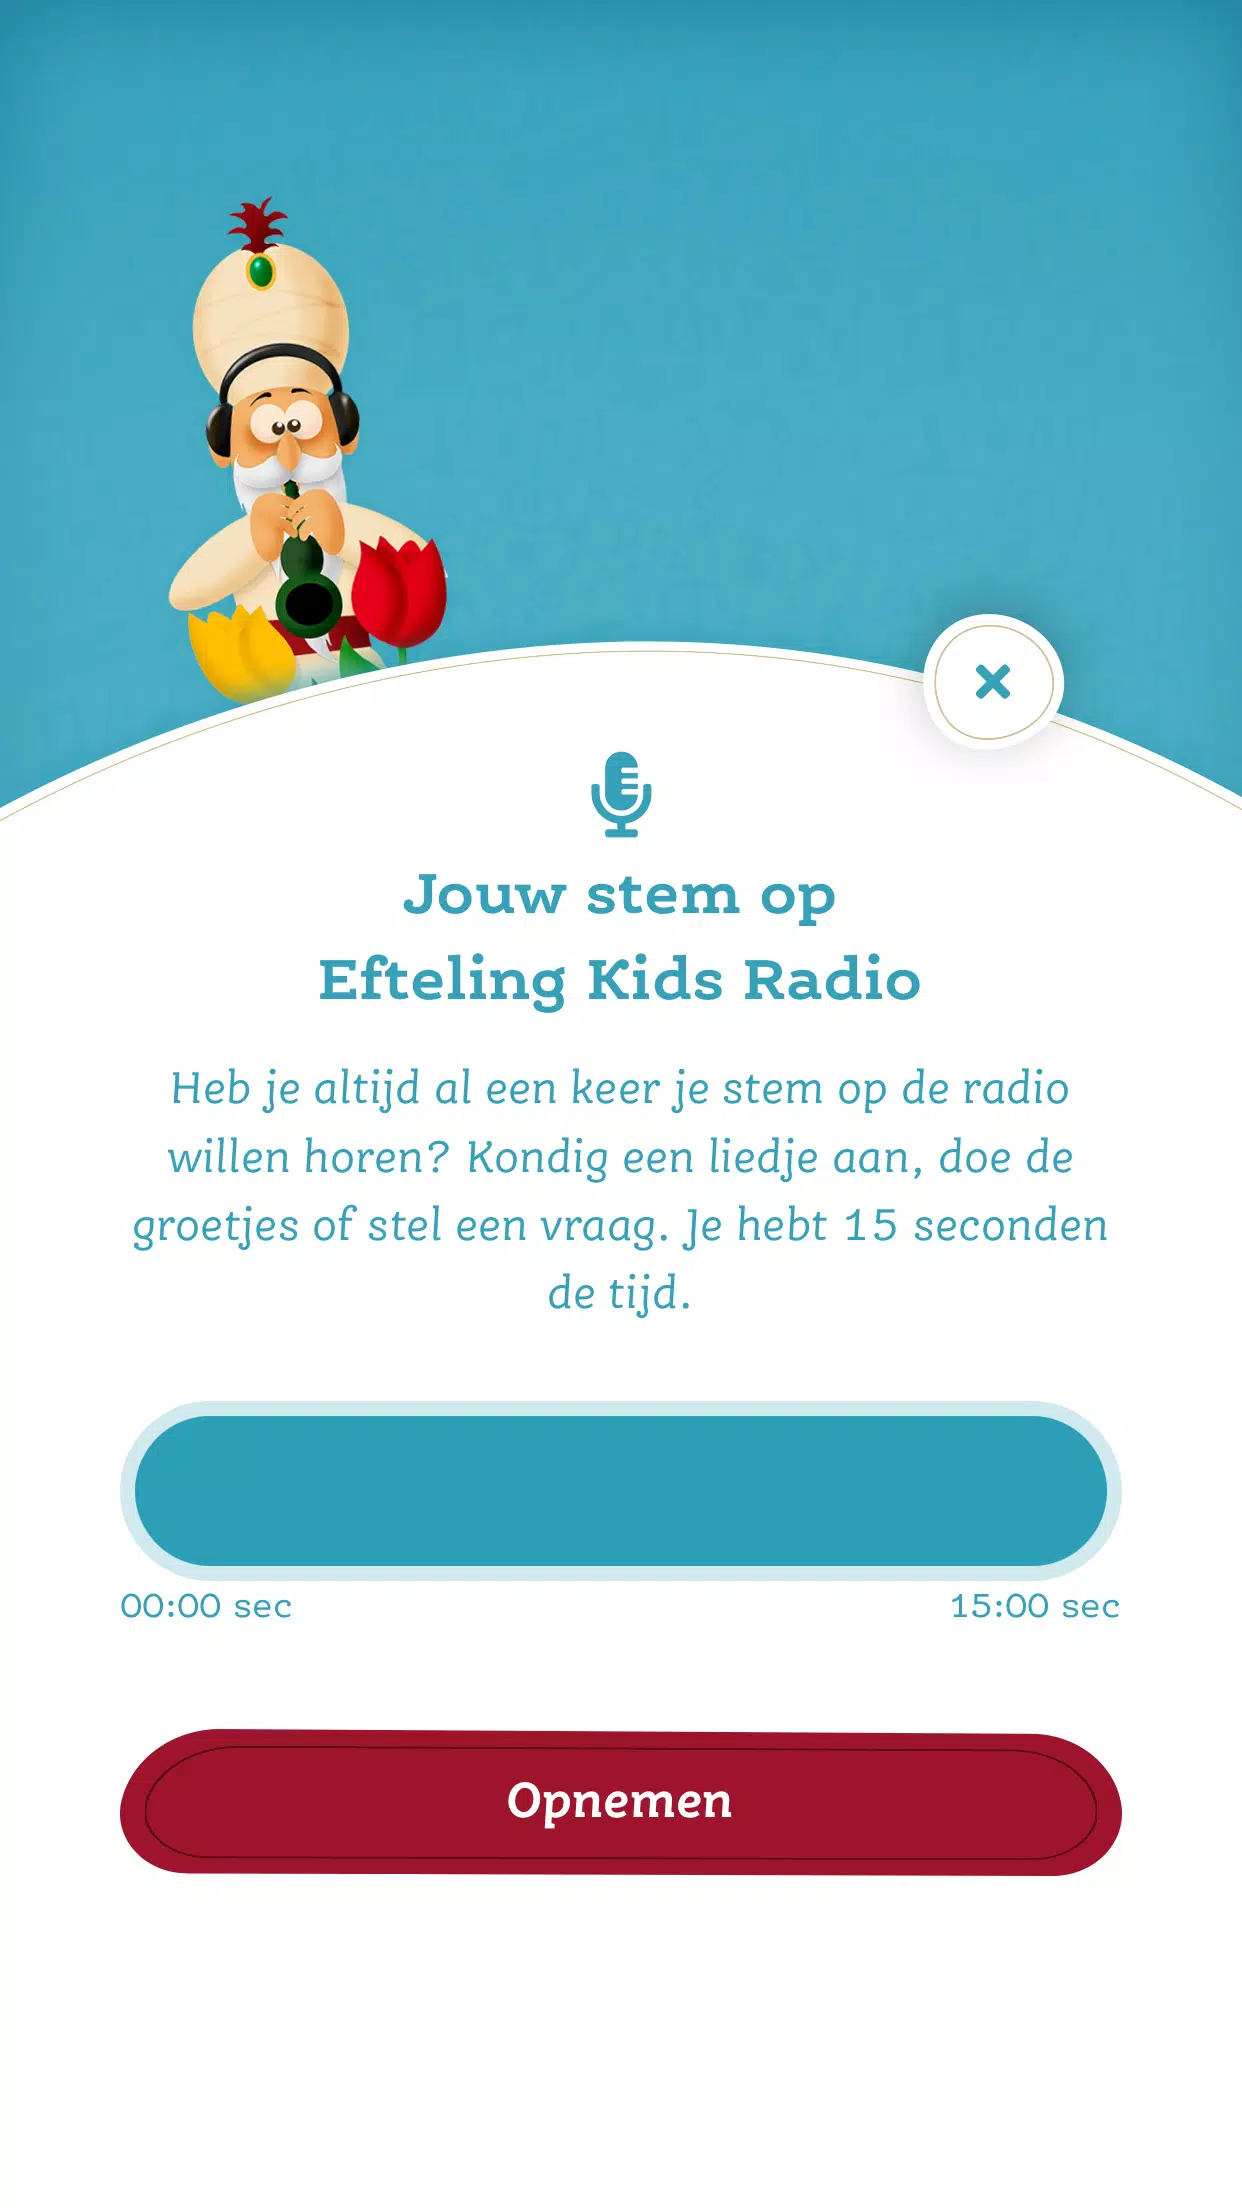 Jouw stem op
Efteling Kids Radio
Heb je altijd al een keer je stem op de radio
willen horen? Kondig een liedje aan, doe de
groetjes of stel een vraag. Je hebt 15 seconden
de tijd.
00:00 sec
15:00 sec
Opnemen